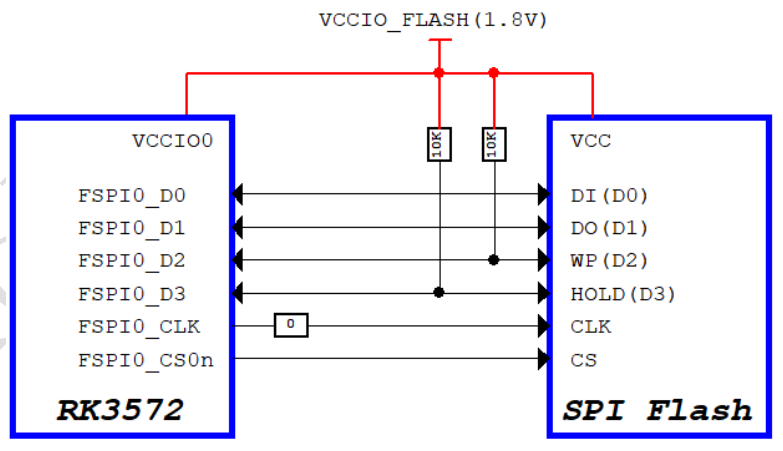 VCCIO_FLASH(1.8V)
10K
10K
VCCIO0
VCC
FSPI0_D0
DI(D0)
FSPI0_D1
DO(D1)
FSPI0_D2
WP(D2)
FSPI0_D3
HOLD(D3)
FSPI0_CLK
0
CLK
FSPI0_CS0n
CS
RK3572
SPI Flash